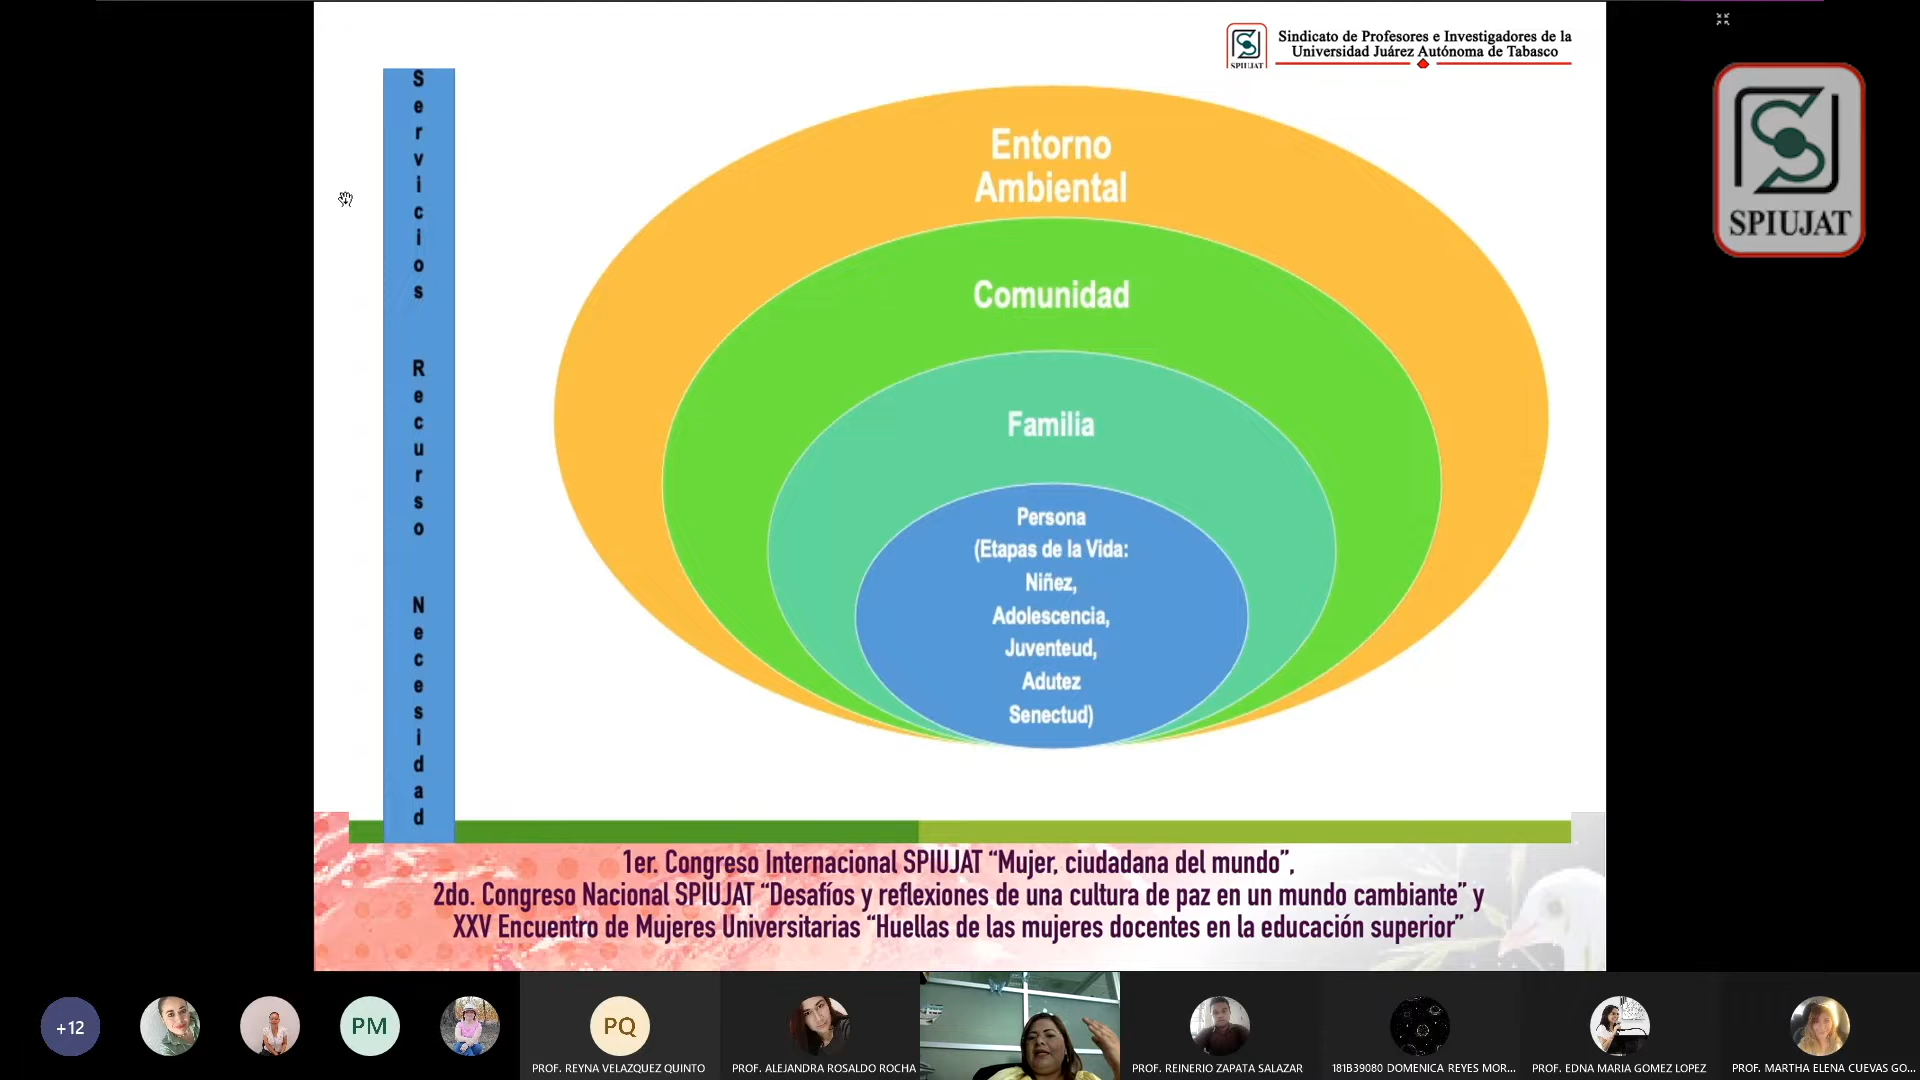 SPIUJAT
Sindicato de Profesores e Investigadores de la
Universidad Juárez Autónoma de Tabasco
SPIUJAT
Servicios
Recurso
Necesidad
Entorno
Ambiental
Comunidad
Familia
Persona
(Etapas de la Vida:
Niñez,
Adolescencia,
Juventeud,
Adutez
Senectud)
1er. Congreso Internacional SPIUJAT “Mujer, ciudadana del mundo”,
2do. Congreso Nacional SPIUJAT “Desafíos y reflexiones de una cultura de paz en un mundo cambiante” y
XXV Encuentro de Mujeres Universitarias “Huellas de las mujeres docentes en la educación superior”
+12
PM
PQ
PROF. REYNA VELAZQUEZ QUINTO
PROF. ALEJANDRA ROSALDO ROCHA
PROF. REINERIO ZAPATA SALAZAR
181B39080 DOMENICA REYES MOR...
PROF. EDNA MARIA GOMEZ LOPEZ
PROF. MARTHA ELENA CUEVAS GO...